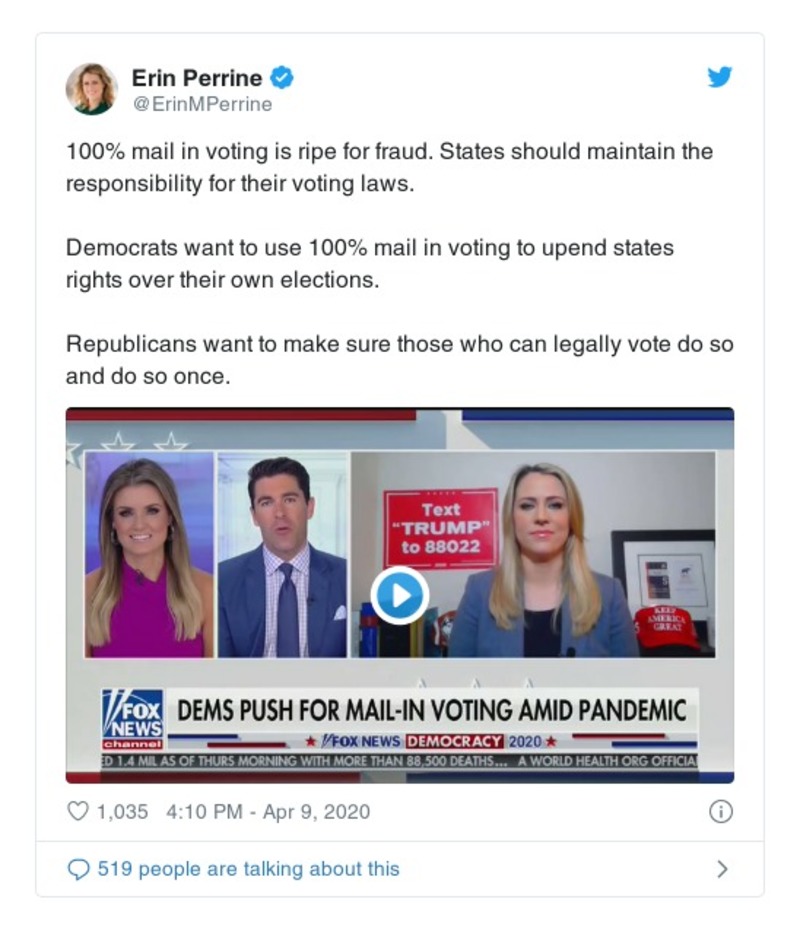 Erin Perrine
@ErinMPerrine
100% mail in voting is ripe for fraud. States should maintain the
responsibility for their voting laws.
Democrats want to use 100% mail in voting to upend states
rights over their own elections.
Republicans want to make sure those who can legally vote do so
and do so once.
Text
"TRUMP"
to 88022
KEEP
AMERICA
GREAT
FOX
NEWS
channel
DEMS PUSH FOR MAIL-IN VOTING AMID PANDEMIC
FOX NEWS DEMOCRACY 2020
ED 1.4 MIL AS OF THURS MORNING WITH MORE THAN 88,500 DEATHS... A WORLD HEALTH ORG OFFICIAL
1,035 4:10 PM - Apr 9, 2020
519 people are talking about this